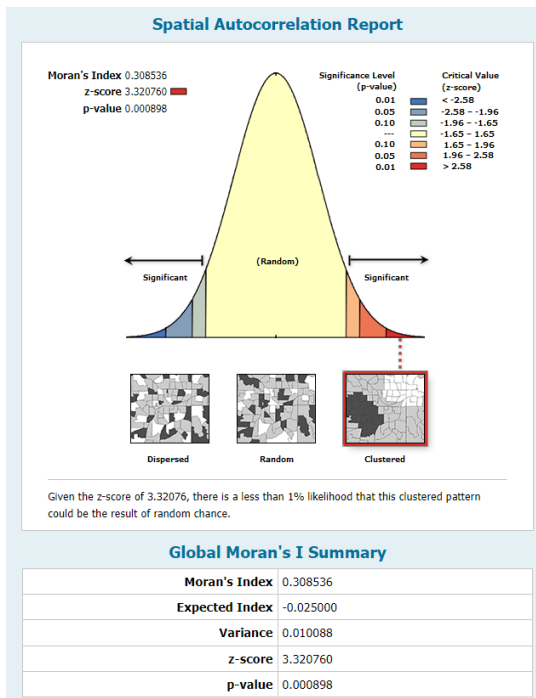 Spatial Autocorrelation Report
Moran's Index 0.308536
z-score 3.320760
p-value 0.000898
Significance Level
(p-value)
Critical Value
(z-score)
0.01 < -2.58
0.05 -2.58 – -1.96
0.10 -1.96 – -1.65
--- -1.65 – 1.65
0.10 1.65 – 1.96
0.05 1.96 – 2.58
0.01 > 2.58
(Random)
Significant
Significant
Dispersed
Random
Clustered
Given the z-score of 3.32076, there is a less than 1% likelihood that this clustered pattern
could be the result of random chance.
Global Moran's I Summary
Moran's Index 0.308536
Expected Index -0.025000
Variance 0.010088
z-score 3.320760
p-value 0.000898